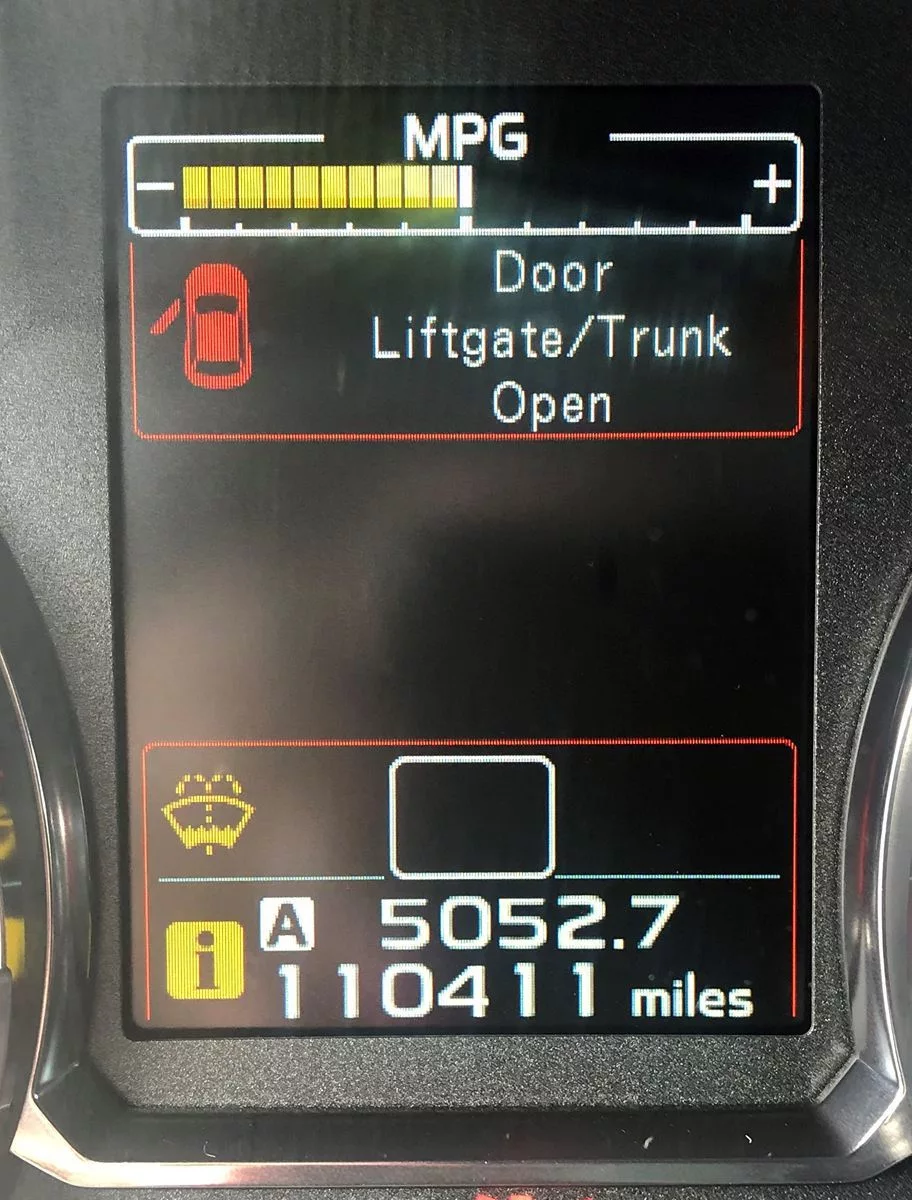 MPG
− +
Door
Liftgate/Trunk
Open
A 5052.7
i 110411 miles